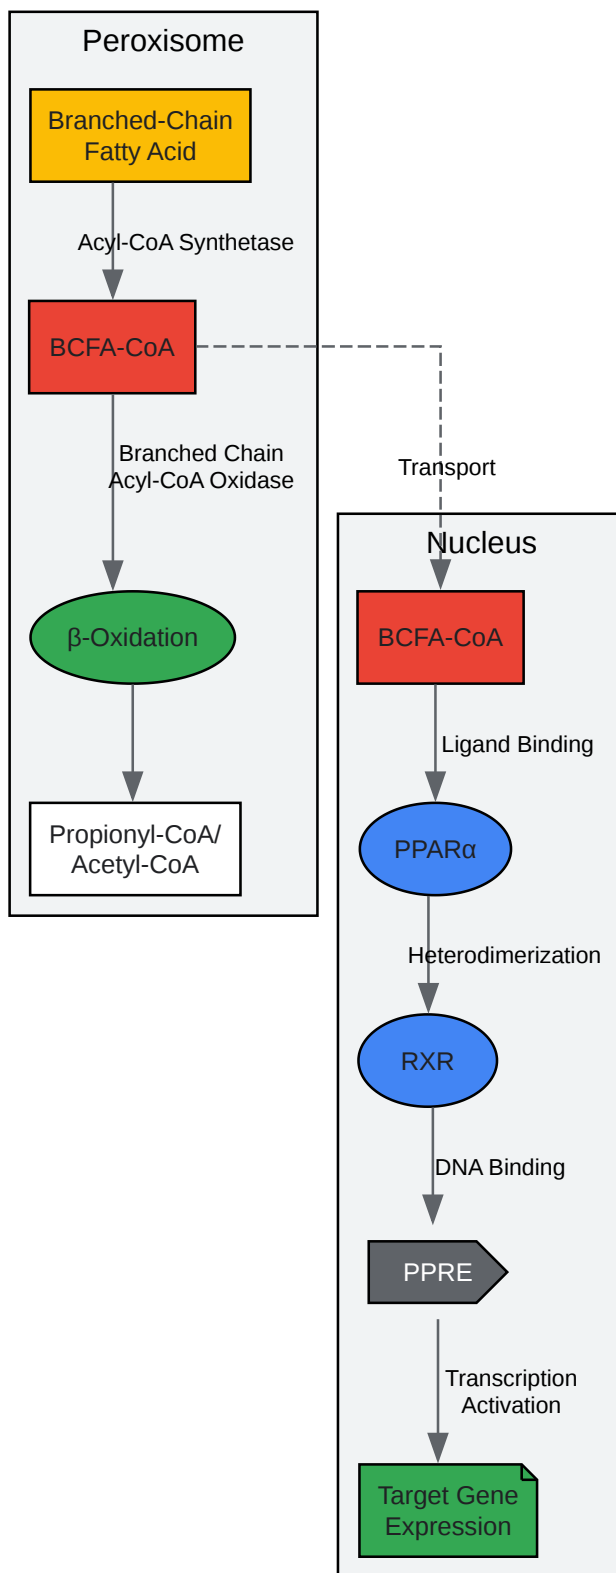 Peroxisome
Branched-Chain
Fatty Acid
Acyl-CoA Synthetase
BCFA-CoA
Branched Chain
Acyl-CoA Oxidase
β-Oxidation
Propionyl-CoA/
Acetyl-CoA
Transport
Nucleus
BCFA-CoA
Ligand Binding
PPARα
Heterodimerization
RXR
DNA Binding
PPRE
Transcription
Activation
Target Gene
Expression